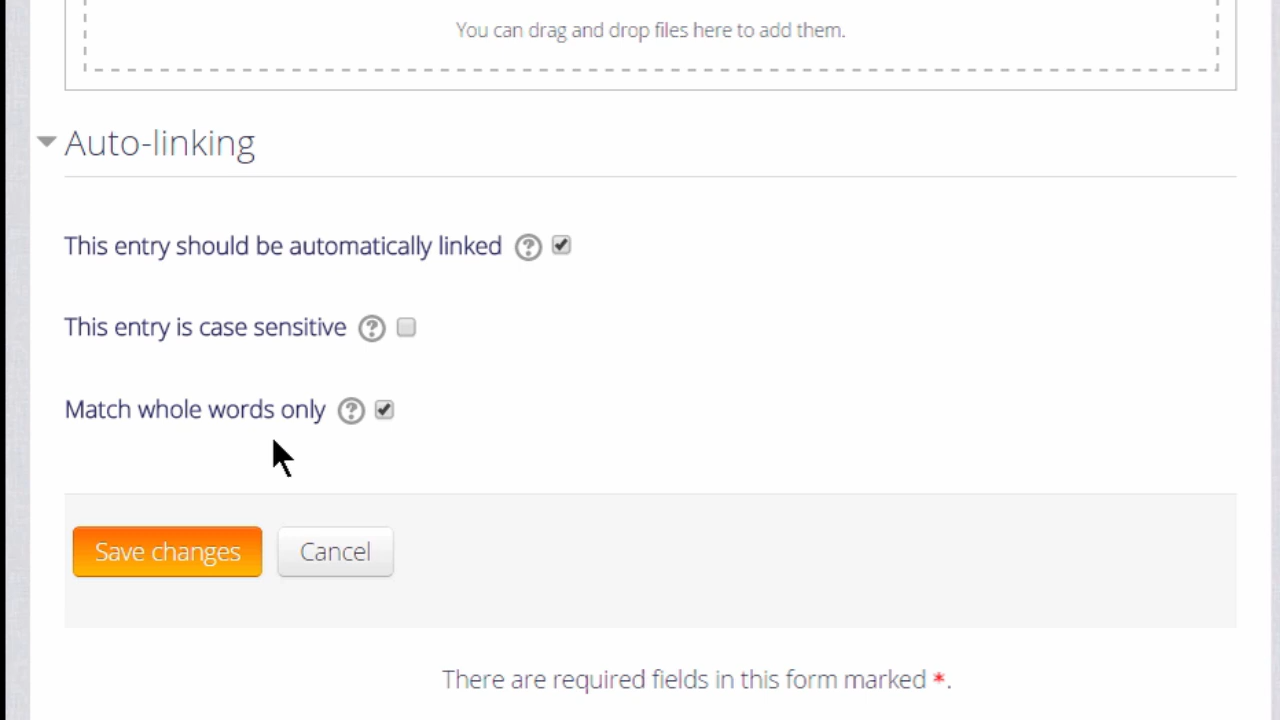 You can drag and drop files here to add them.
Auto-linking
This entry should be automatically linked
This entry is case sensitive
Match whole words only
Save changes Cancel
There are required fields in this form marked *.